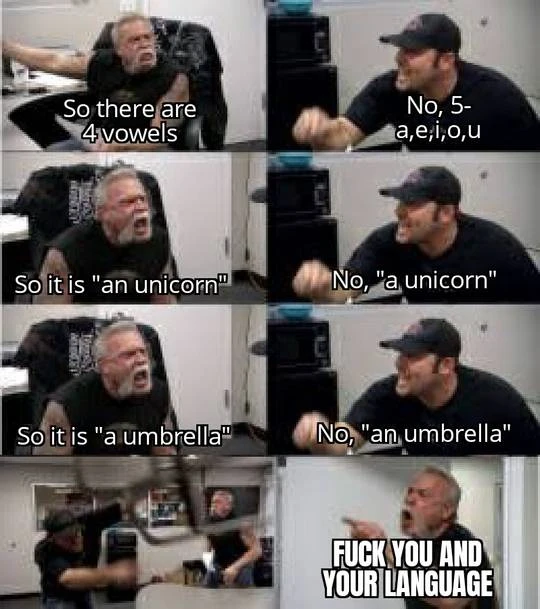 So there are
4 vowels
No, 5-
a,e,i,o,u
So it is "an unicorn"
No, "a unicorn"
So it is "a umbrella"
No, "an umbrella"
FUCK YOU AND
YOUR LANGUAGE